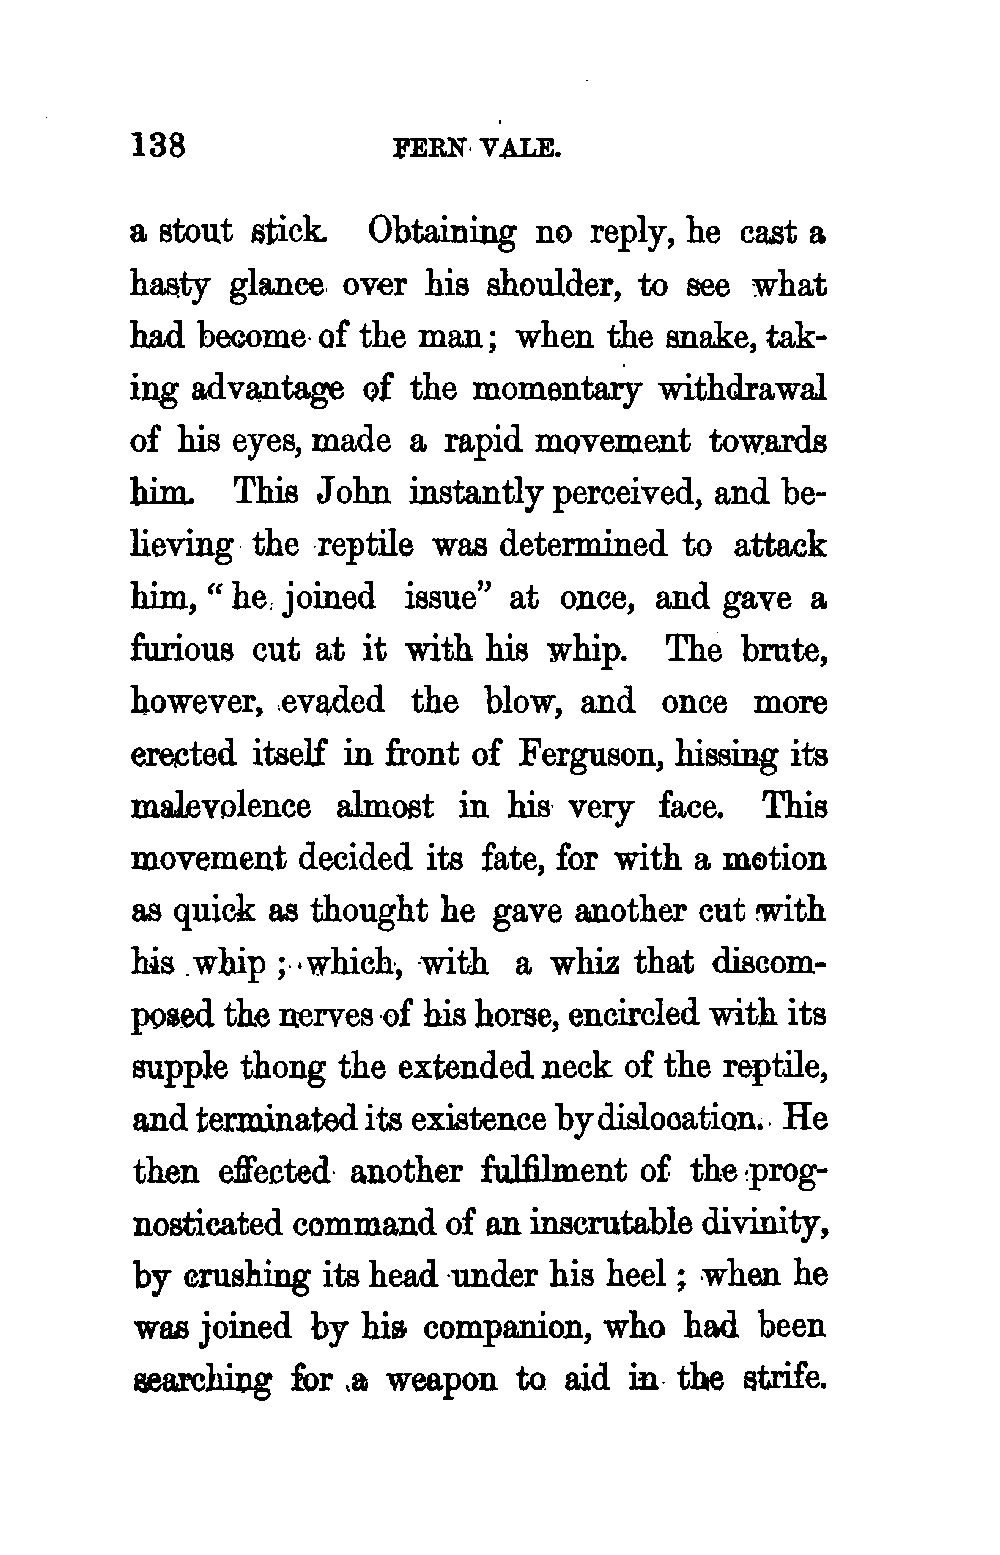 138 FERN VALE.
a stout stick. Obtaining no reply, he cast a
hasty glance over his shoulder, to see what
had become of the man; when the snake, tak-
ing advantage of the momentary withdrawal
of his eyes, made a rapid movement towards
him. This John instantly perceived, and be-
lieving the reptile was determined to attack
him, "he joined issue" at once, and gave a
furious cut at it with his whip. The brute,
however, evaded the blow, and once more
erected itself in front of Ferguson, hissing its
malevolence almost in his very face. This
movement decided its fate, for with a motion
as quick as thought he gave another cut with
his whip; which, with a whiz that discom-
posed the nerves of his horse, encircled with its
supple thong the extended neck of the reptile,
and terminated its existence by dislocation. He
then effected another fulfilment of the prog-
nosticated command of an inscrutable divinity,
by crushing its head under his heel; when he
was joined by his companion, who had been
searching for a weapon to aid in the strife.